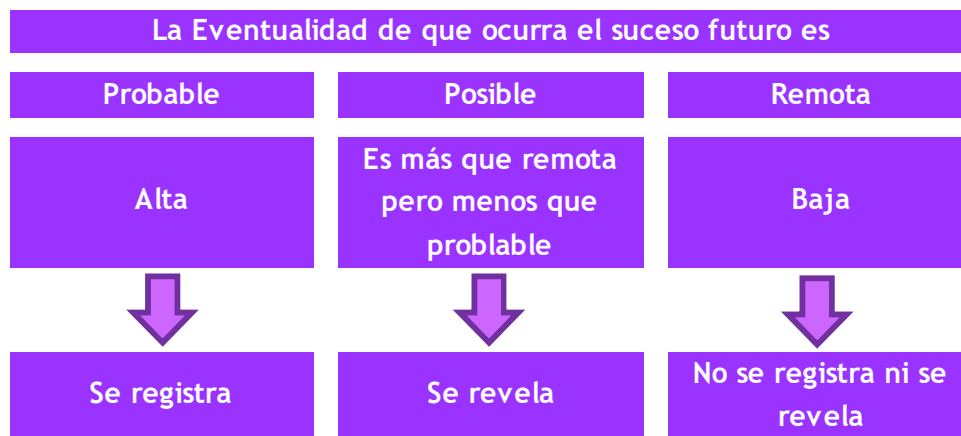 La Eventualidad de que ocurra el suceso futuro es
Probable
Posible
Remota
Alta
Es más que remota
pero menos que
problable
Baja
Se registra
Se revela
No se registra ni se
revela